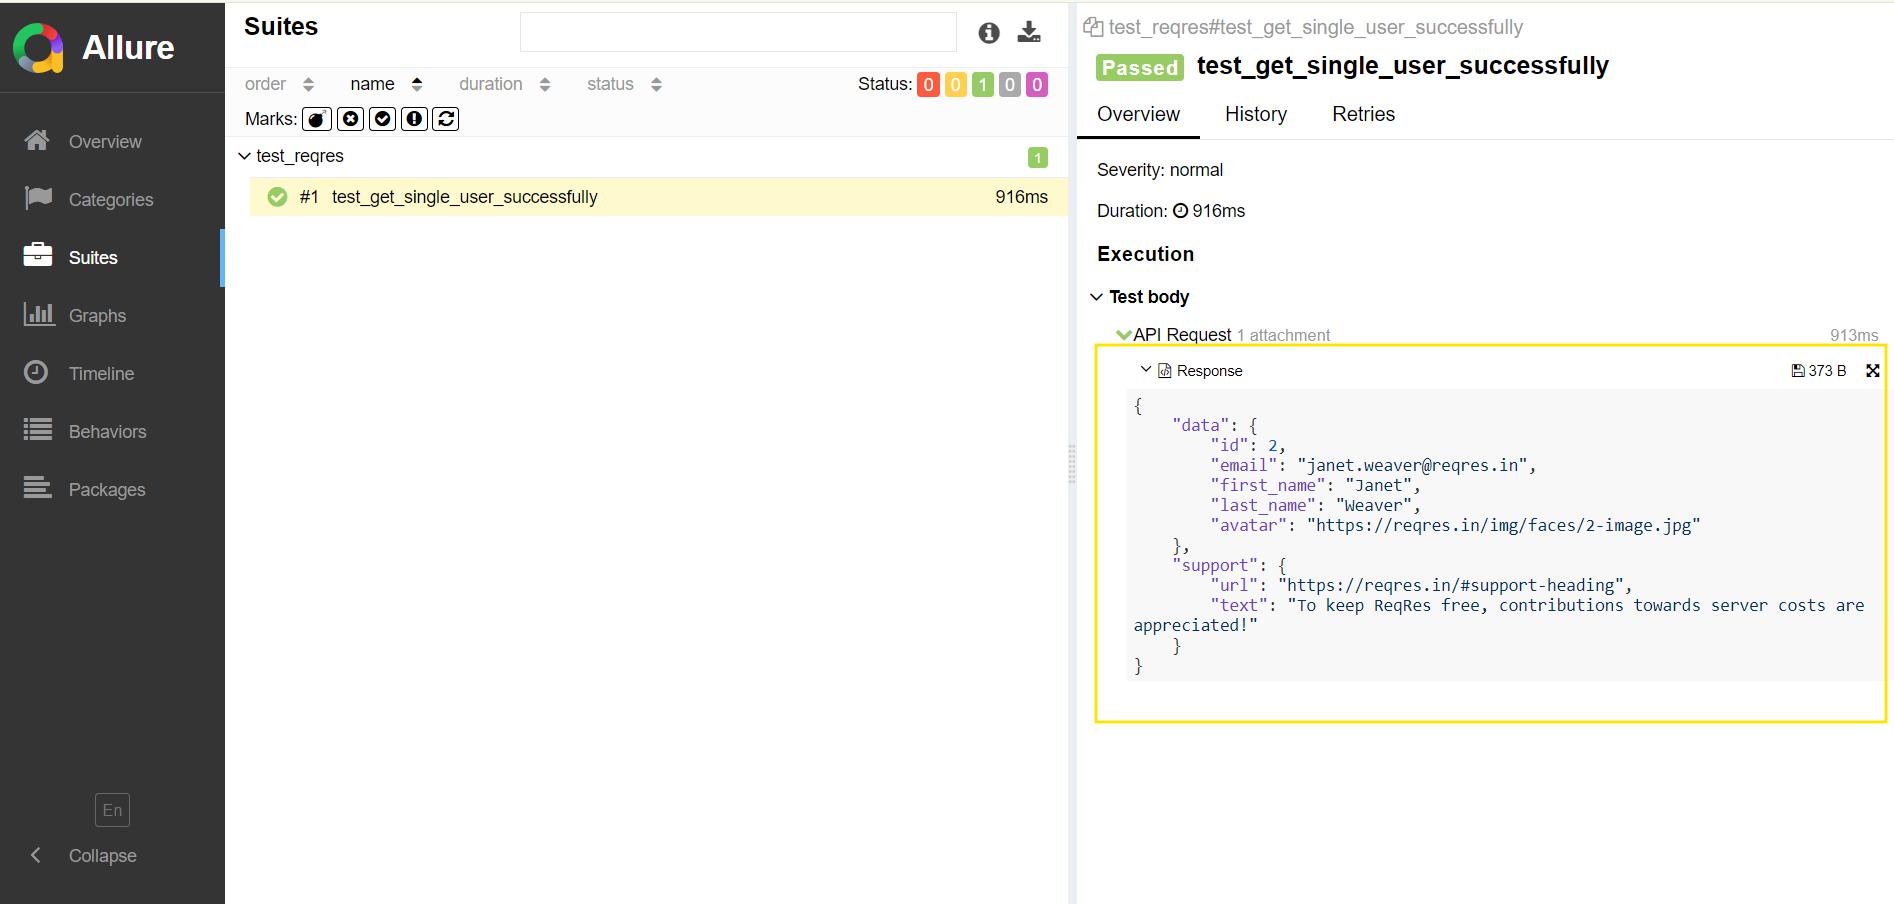 Allure
Overview
Categories
Suites
Graphs
Timeline
Behaviors
Packages
En
Collapse
Suites
order name duration status Status: 0 0 1 0 0
Marks:
test_reqres 1
#1 test_get_single_user_successfully 916ms
test_reqres#test_get_single_user_successfully
Passed test_get_single_user_successfully
Overview History Retries
Severity: normal
Duration: 916ms
Execution
Test body
API Request 1 attachment 913ms
Response 373 B
{
    "data": {
        "id": 2,
        "email": "janet.weaver@reqres.in",
        "first_name": "Janet",
        "last_name": "Weaver",
        "avatar": "https://reqres.in/img/faces/2-image.jpg"
    },
    "support": {
        "url": "https://reqres.in/#support-heading",
        "text": "To keep ReqRes free, contributions towards server costs are
appreciated!"
    }
}